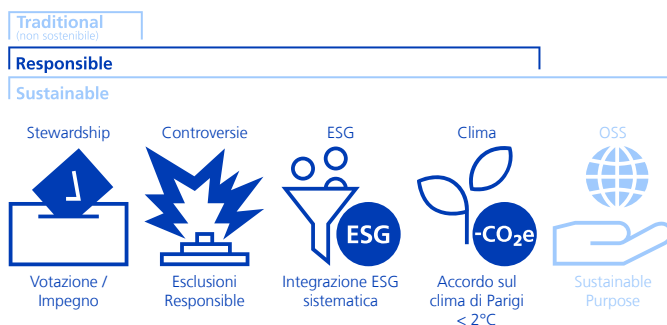 Traditional
(non sostenibile)
Responsible
Sustainable
Stewardship
Controversie
ESG
Clima
OSS
ESG
-CO₂e
Votazione /
Impegno
Esclusioni
Responsible
Integrazione ESG
sistematica
Accordo sul
clima di Parigi
< 2°C
Sustainable
Purpose